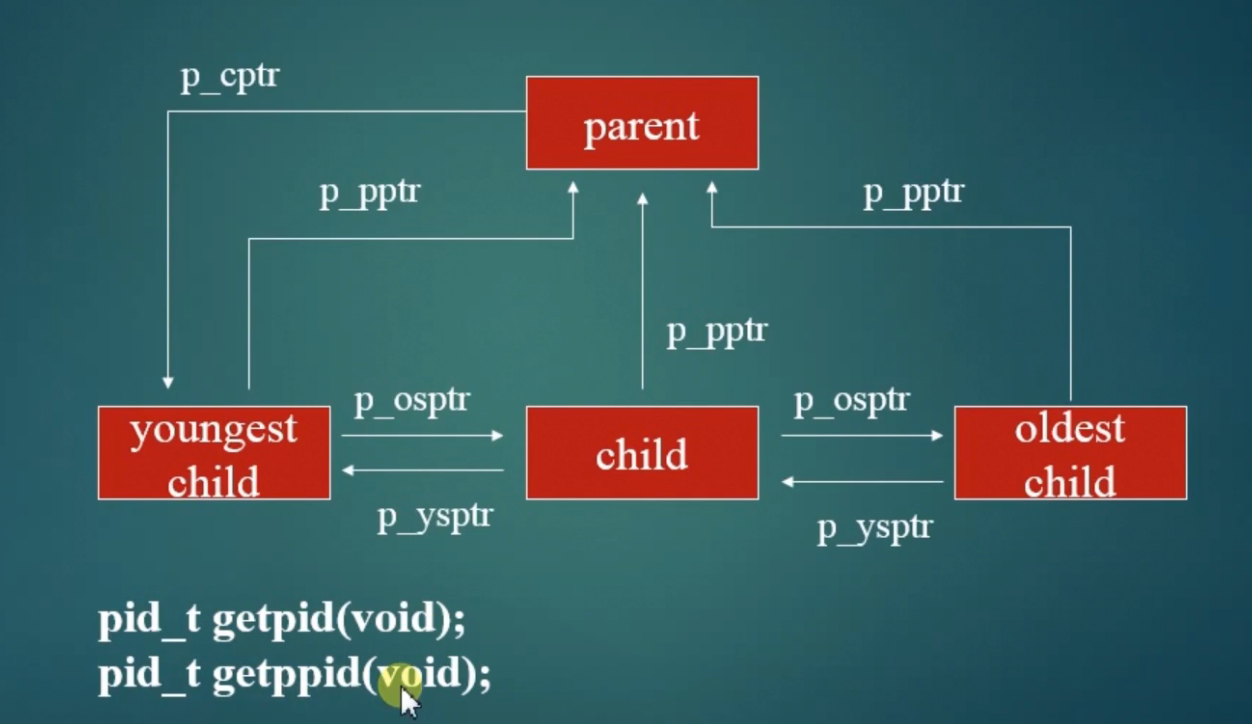 p_cptr
parent
p_pptr
p_pptr
p_pptr
youngest
child
p_osptr
child
p_osptr
oldest
child
p_ysptr
p_ysptr
pid_t getpid(void);
pid_t getppid(void);